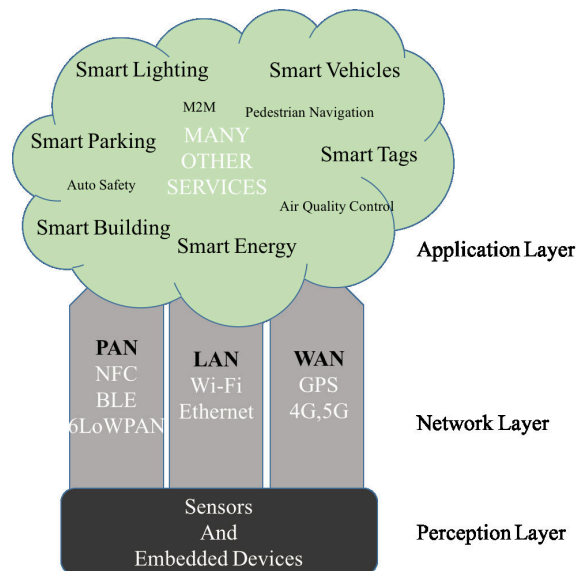 Smart Lighting
Smart Vehicles
M2M
Pedestrian Navigation
Smart Parking
MANY
OTHER
SERVICES
Smart Tags
Auto Safety
Air Quality Control
Smart Building
Smart Energy
Application Layer
PAN
NFC
BLE
6LoWPAN
LAN
Wi-Fi
Ethernet
WAN
GPS
4G,5G
Network Layer
Sensors
And
Embedded Devices
Perception Layer